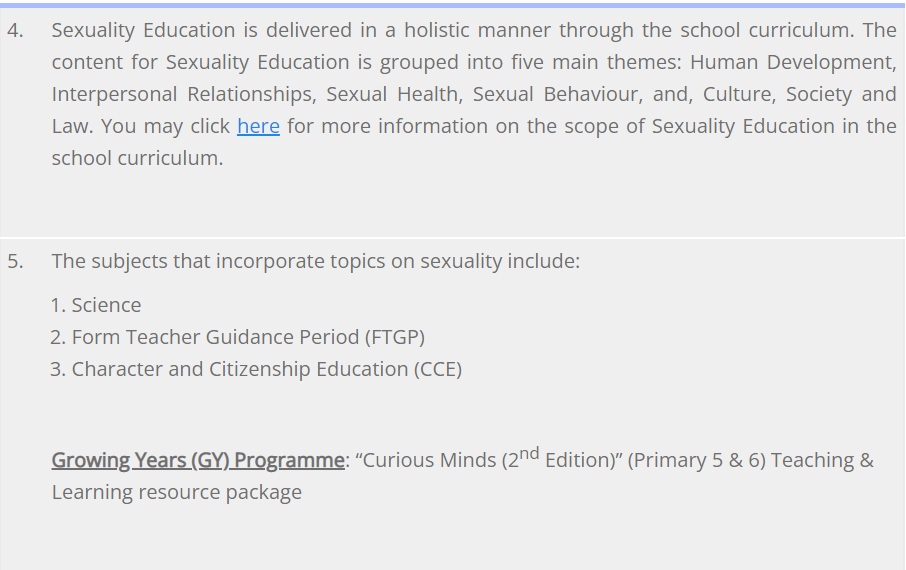 4. Sexuality Education is delivered in a holistic manner through the school curriculum. The
content for Sexuality Education is grouped into five main themes: Human Development,
Interpersonal Relationships, Sexual Health, Sexual Behaviour, and, Culture, Society and
Law. You may click here for more information on the scope of Sexuality Education in the
school curriculum.
5. The subjects that incorporate topics on sexuality include:
1. Science
2. Form Teacher Guidance Period (FTGP)
3. Character and Citizenship Education (CCE)
Growing Years (GY) Programme: “Curious Minds (2nd Edition)” (Primary 5 & 6) Teaching &
Learning resource package